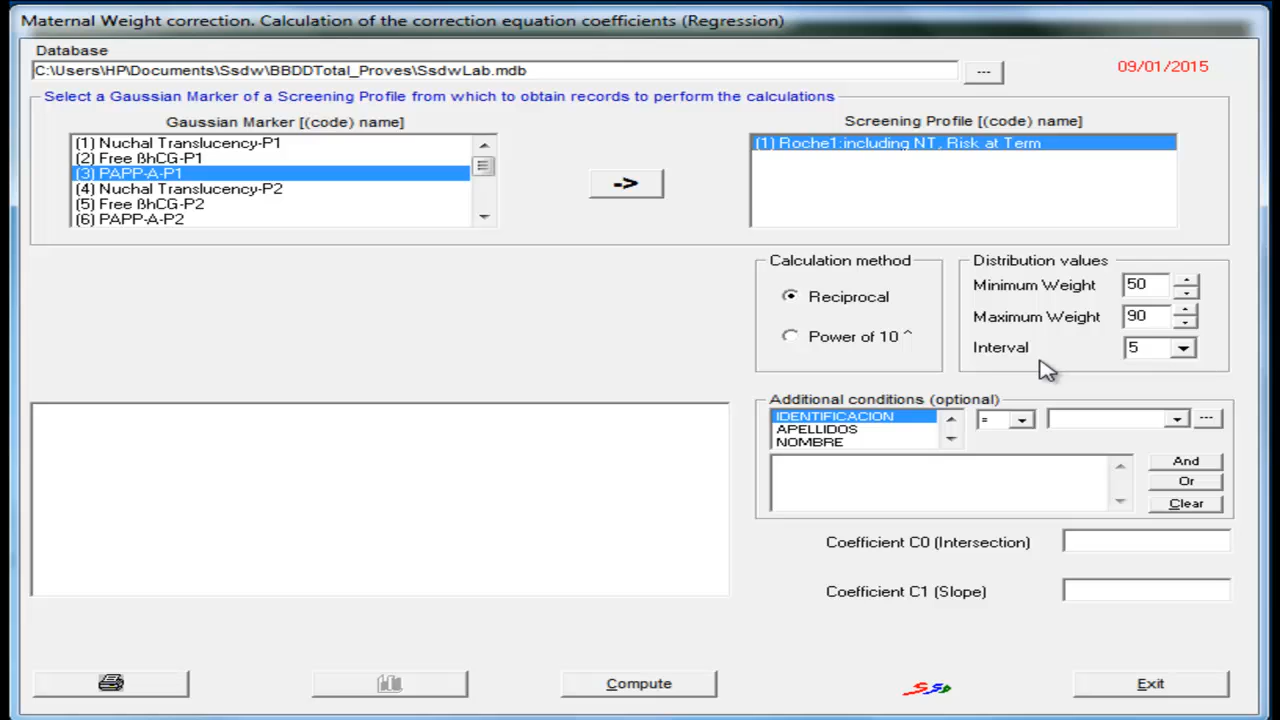 Maternal Weight correction. Calculation of the correction equation coefficients (Regression)
Database
C:\Users\HP\Documents\Ssdw\BBDDTotal_Proves\SsdwLab.mdb
...
09/01/2015
Select a Gaussian Marker of a Screening Profile from which to obtain records to perform the calculations
Gaussian Marker [(code) name]
(1) Nuchal Translucency-P1
(2) Free ßhCG-P1
(3) PAPP-A-P1
(4) Nuchal Translucency-P2
(5) Free ßhCG-P2
(6) PAPP-A-P2
->
Screening Profile [(code) name]
(1) Roche1:including NT, Risk at Term
Calculation method
Reciprocal
Power of 10 ^
Distribution values
Minimum Weight 50
Maximum Weight 90
Interval 5
Additional conditions (optional)
IDENTIFICACION
APELLIDOS
NOMBRE
=
...
And
Or
Clear
Coefficient C0 (Intersection)
Coefficient C1 (Slope)
Compute
SSD
Exit